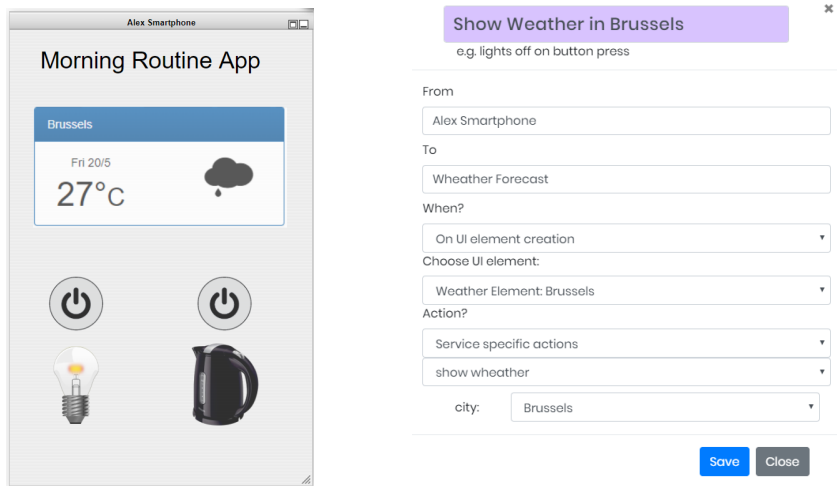 Alex Smartphone
Morning Routine App
Brussels
Fri 20/5
27°C
Show Weather in Brussels
e.g. lights off on button press
From
Alex Smartphone
To
Wheather Forecast
When?
On UI element creation
Choose UI element:
Weather Element: Brussels
Action?
Service specific actions
show wheather
city:
Brussels
Save
Close